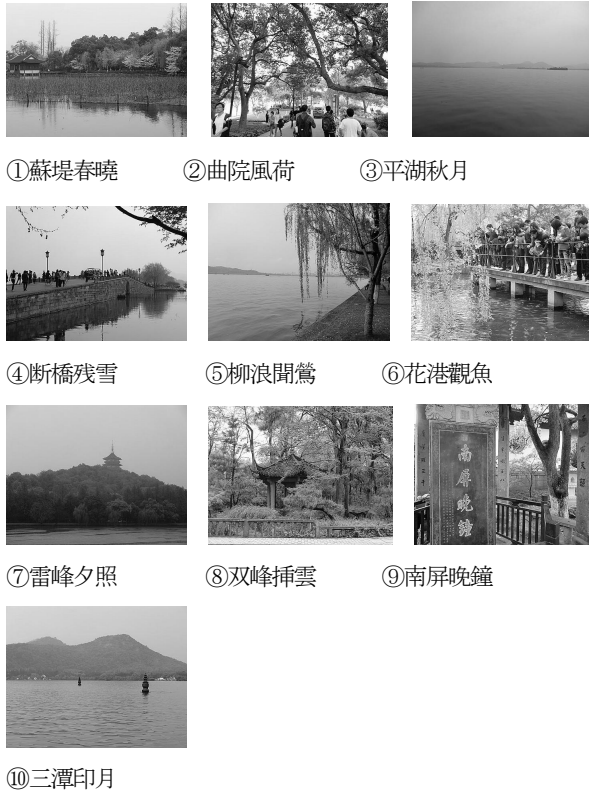 ①蘇堤春曉 ②曲院風荷 ③平湖秋月
④断橋残雪 ⑤柳浪聞鶯 ⑥花港觀魚
南屏晚鐘
⑦雷峰夕照 ⑧双峰挿雲 ⑨南屏晩鐘
⑩三潭印月